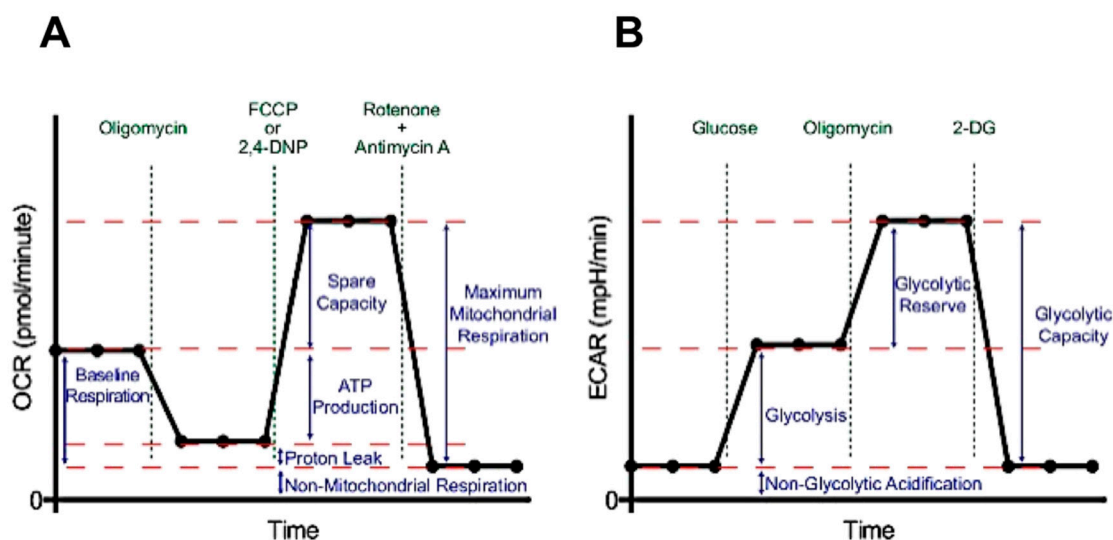 A
Oligomycin
FCCP
or
2,4-DNP
Rotenone
+
Antimycin A
OCR (pmol/minute)
Baseline
Respiration
Spare
Capacity
ATP
Production
Maximum
Mitochondrial
Respiration
Proton Leak
Non-Mitochondrial Respiration
0
Time
B
Glucose
Oligomycin
2-DG
ECAR (mpH/min)
Glycolysis
Glycolytic
Reserve
Glycolytic
Capacity
Non-Glycolytic Acidification
0
Time